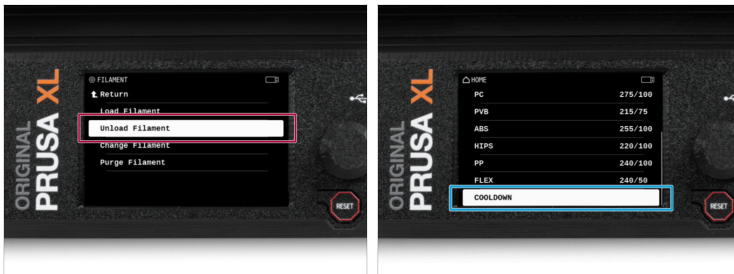 ORIGINAL
PRUSA XL
FILAMENT
Return
Load Filament
Unload Filament
Change Filament
Purge Filament
RESET
ORIGINAL
PRUSA XL
HOME
PC 275/100
PVB 215/75
ABS 255/100
HIPS 220/100
PP 240/100
FLEX 240/50
COOLDOWN
RESET